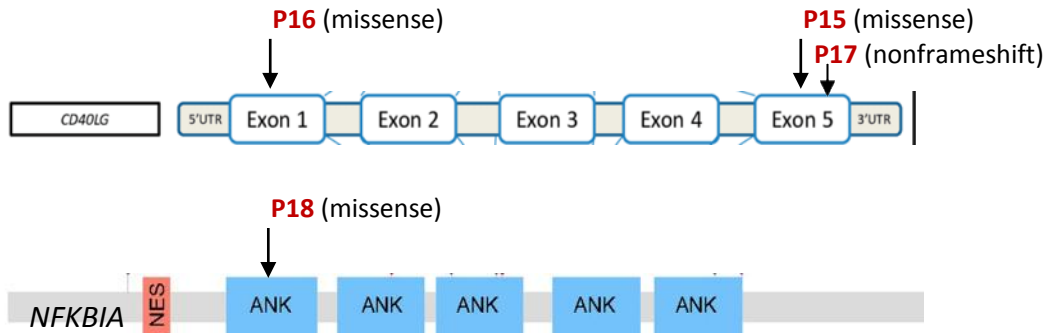 P16 (missense)
P15 (missense)
P17 (nonframeshift)
CD40LG
5'UTR Exon 1 Exon 2 Exon 3 Exon 4 Exon 5 3'UTR
P18 (missense)
NFKBIA NES ANK ANK ANK ANK ANK